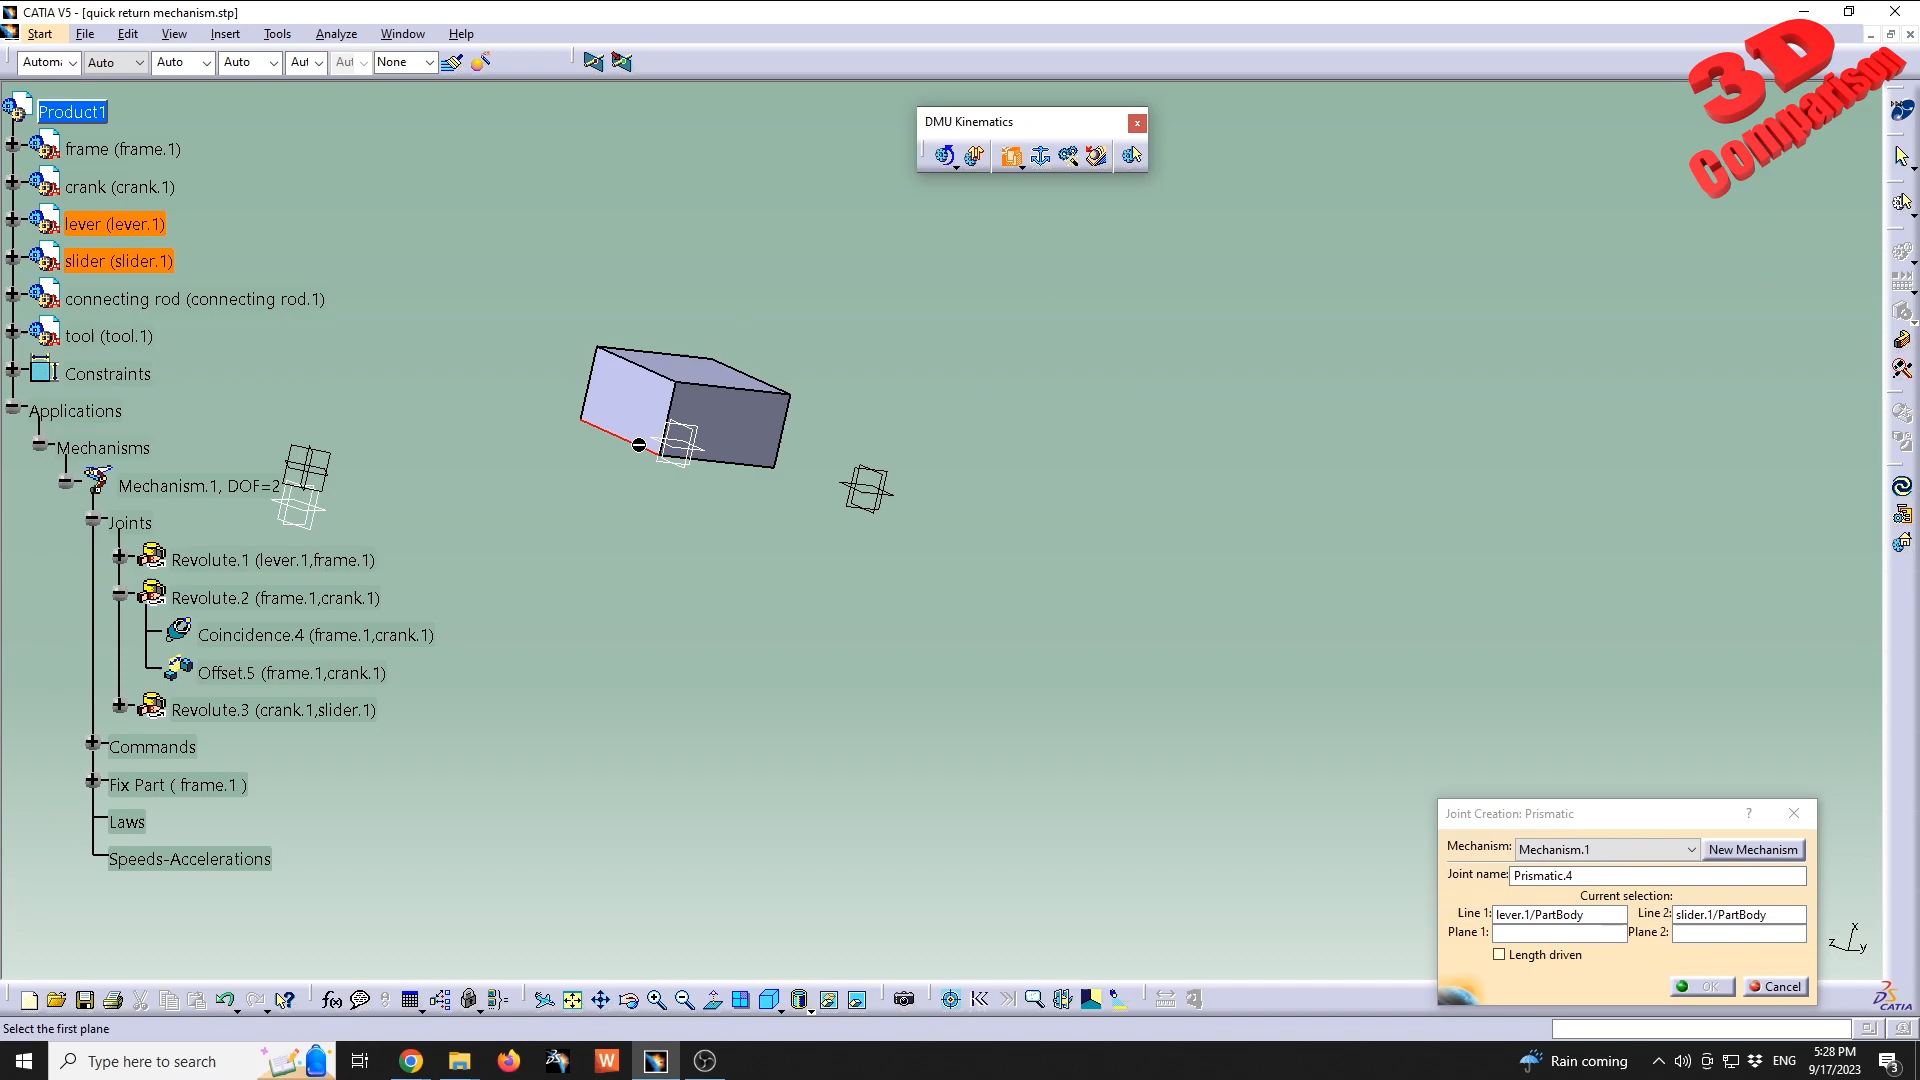 CATIA V5 - [quick return mechanism.stp]
Start File Edit View Insert Tools Analyze Window Help
Auto Auto Auto None
3D
Comparison
Product1
DMU Kinematics
frame (frame.1)
crank (crank.1)
lever (lever.1)
slider (slider.1)
connecting rod (connecting rod.1)
tool (tool.1)
Constraints
Applications
Mechanisms
Mechanism.1, DOF=2
Joints
Revolute.1 (lever.1,frame.1)
Revolute.2 (frame.1,crank.1)
Coincidence.4 (frame.1,crank.1)
Offset.5 (frame.1,crank.1)
Revolute.3 (crank.1,slider.1)
Commands
Fix Part ( frame.1 )
Laws
Speeds-Accelerations
Joint Creation: Prismatic ?
Mechanism: Mechanism.1 New Mechanism
Joint name: Prismatic.4
Current selection:
Line 1: lever.1/PartBody Line 2: slider.1/PartBody
Plane 1: Plane 2:
Length driven
OK Cancel
x
z y
f(x)
CATIA
Select the first plane
Type here to search
W
Rain coming
ENG
5:28 PM
9/17/2023
3